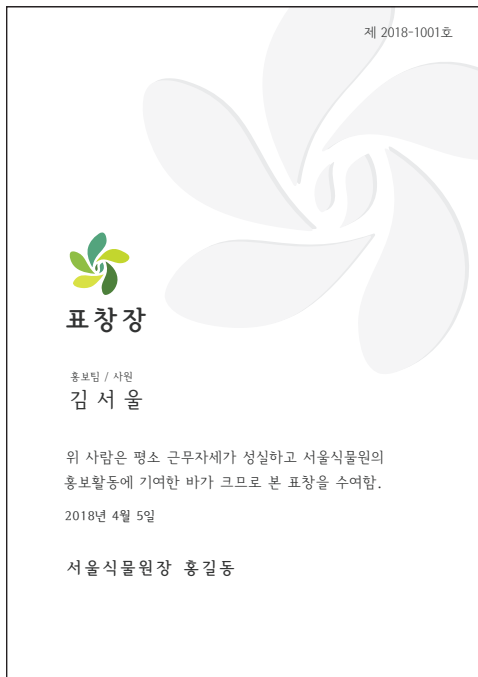 제 2018-1001호
표창장
홍보팀 / 사원
김서울
위 사람은 평소 근무자세가 성실하고 서울식물원의
홍보활동에 기여한 바가 크므로 본 표창을 수여함.
2018년 4월 5일
서울식물원장 홍길동